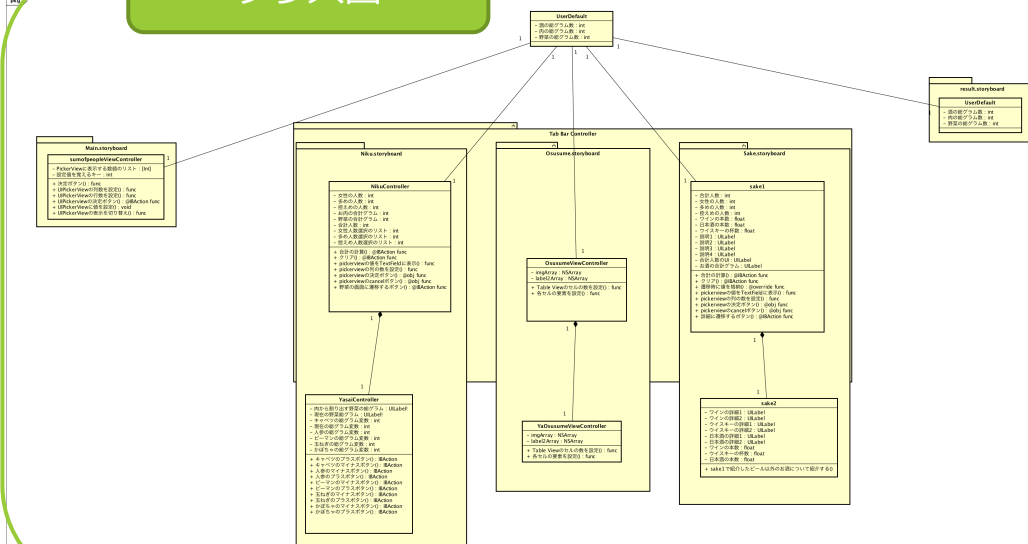 クラス図
pkg
UserDefault
- 酒の総グラム数 : int
- 肉の総グラム数 : int
- 野菜の総グラム数 : int
1
1
1
1
1
result.storyboard
UserDefault
- 酒の総グラム数 : int
- 肉の総グラム数 : int
- 野菜の総グラム数 : int
Main.storyboard
sumofpeopleViewController
1
- PickerViewに表示する数値のリスト : [Int]
- 設定値を覚えるキー : int
+ 決定ボタン() : func
+ UIPickerViewの列数を設定() : func
+ UIPickerViewの行数を設定() : func
+ UIPickerViewの決定ボタン() : @IBAction func
+ UIPickerViewに値を設定() : void
+ UIPickerViewの表示を切り替え() : func
Tab Bar Controller
Niku.storyboard
NikuController
1
- 女性の人数 : int
- 多めの人数 : int
- 控えめの人数 : int
- お肉の合計グラム : int
- 野菜の合計グラム : int
- 合計人数 : int
- 女性人数選択のリスト : int
- 多め人数選択のリスト : int
- 控えめ人数選択のリスト : int
+ 合計の計算() : @IBAction func
+ クリア() : @IBAction func
+ pickerviewの値をTextFieldに表示() : func
+ pickerviewの列の数を設定() : func
+ pickerviewの決定ボタン() : @obj func
+ pickerviewのcancelボタン() : @obj func
+ 野菜の画面に遷移するボタン() : @IBAction func
1
1
YasaiController
- 肉から割り出す野菜の総グラム : UILabel!
- 現在の野菜総グラム : UILabel!
- キャベツの総グラム変数 : int
- 現在の総グラム変数 : int
- 人参の総グラム変数 : int
- ピーマンの総グラム変数 : int
- 玉ねぎの総グラム変数 : int
- かぼちゃの総グラム変数 : int
+ キャベツのプラスボタン() : IBAction
+ キャベツのマイナスボタン() : IBAction
+ 人参のマイナスボタン() : IBAction
+ 人参のプラスボタン() : IBAction
+ ピーマンのマイナスボタン() : IBAction
+ ピーマンのプラスボタン() : IBAction
+ 玉ねぎのマイナスボタン() : IBAction
+ 玉ねぎのプラスボタン() : IBAction
+ かぼちゃのマイナスボタン() : IBAction
+ かぼちゃのプラスボタン() : IBAction
Osusume.storyboard
1
OsusumeViewController
- imgArray : NSArray
- label2Array : NSArray
+ Table Viewのセルの数を設定() : func
+ 各セルの要素を設定() : func
1
1
YaOsusumeViewController
- imgArray : NSArray
- label2Array : NSArray
+ Table Viewのセルの数を設定() : func
+ 各セルの要素を設定() : func
Sake.storyboard
1
sake1
- 合計人数 : int
- 女性の人数 : int
- 多めの人数 : int
- 控えめの人数 : int
- ワインの本数 : float
- 日本酒の本数 : float
- ウイスキーの杯数 : float
- 説明1 : UILabel
- 説明2 : UILabel
- 説明3 : UILabel
- 説明4 : UILabel
- 合計人数のUI : UILabel
- お酒の合計グラム : UILabel
+ 合計の計算() : @IBAction func
+ クリア() : @IBAction func
+ 遷移時に値を格納() : @override func
+ pickerviewの値をTextFieldに表示() : func
+ pickerviewの列の数を設定() : func
+ pickerviewの決定ボタン() : @obj func
+ pickerviewのcancelボタン() : @obj func
+ 詳細に遷移するボタン() : @IBAction func
1
1
sake2
- ワインの詳細1 : UILabel
- ワインの詳細2 : UILabel
- ウイスキーの詳細1 : UILabel
- ウイスキーの詳細2 : UILabel
- 日本酒の詳細1 : UILabel
- 日本酒の詳細2 : UILabel
- ワインの本数 : float
- ウイスキーの杯数 : float
- 日本酒の本数 : float
+ sake1で紹介したビール以外のお酒について紹介する()